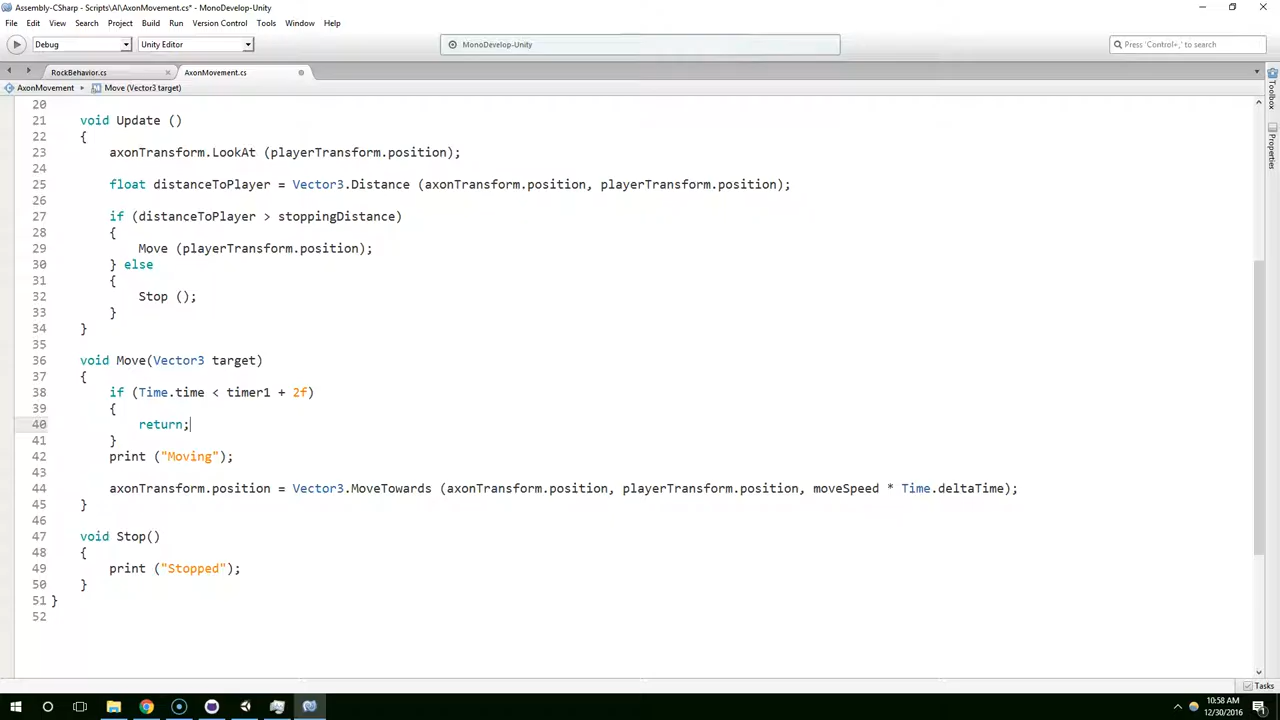 Assembly-CSharp - Scripts\AI\AxonMovement.cs* - MonoDevelop-Unity
File Edit View Search Project Build Run Version Control Tools Window Help
Debug Unity Editor MonoDevelop-Unity Press 'Control+,' to search
RockBehavior.cs AxonMovement.cs
AxonMovement Move (Vector3 target)
20
21 void Update ()
22 {
23 axonTransform.LookAt (playerTransform.position);
24
25 float distanceToPlayer = Vector3.Distance (axonTransform.position, playerTransform.position);
26
27 if (distanceToPlayer > stoppingDistance)
28 {
29 Move (playerTransform.position);
30 } else
31 {
32 Stop ();
33 }
34 }
35
36 void Move(Vector3 target)
37 {
38 if (Time.time < timer1 + 2f)
39 {
40 return;
41 }
42 print ("Moving");
43
44 axonTransform.position = Vector3.MoveTowards (axonTransform.position, playerTransform.position, moveSpeed * Time.deltaTime);
45 }
46
47 void Stop()
48 {
49 print ("Stopped");
50 }
51 }
52
Toolbox
Properties
Tasks
10:58 AM
12/30/2016